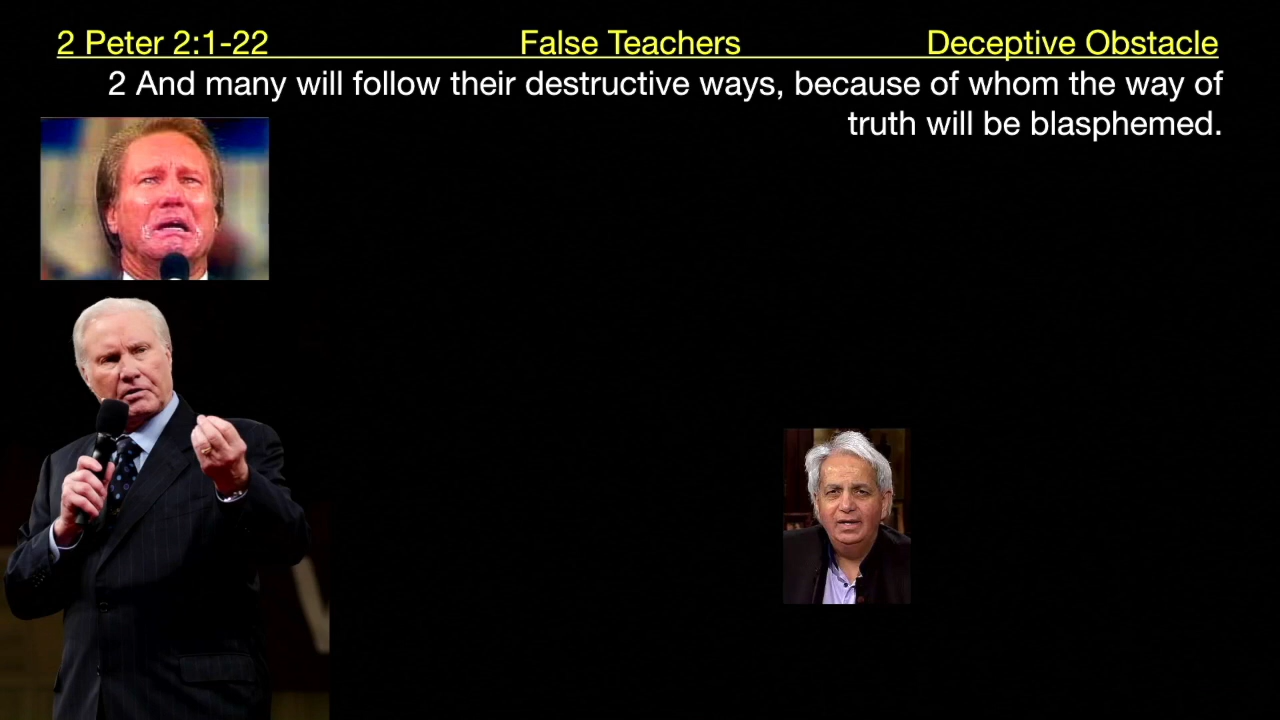 2 Peter 2:1-22 False Teachers Deceptive Obstacle
2 And many will follow their destructive ways, because of whom the way of
truth will be blasphemed.